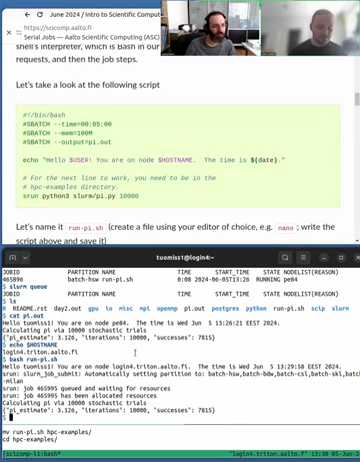 June 2024 / Intro to Scientific Comput
https://scicomp.aalto.fi
Serial Jobs — Aalto Scientific Computing (ASC)
shell's interpreter, which is Bash in our
requests, and then the job steps.
Let's take a look at the following script
#!/bin/bash
#SBATCH --time=00:05:00
#SBATCH --mem=100M
#SBATCH --output=pi.out
echo "Hello $USER! You are on node $HOSTNAME. The time is $(date)."
# For the next line to work, you need to be in the
# hpc-examples directory.
srun python3 slurm/pi.py 10000
Let's name it run-pi.sh (create a file using your editor of choice, e.g. nano ; write the
script above and save it)
tuomiss1@login4:~
JOBID PARTITION NAME TIME START_TIME STATE NODELIST(REASON)
465896 batch-hsw run-pi.sh 0:08 2024-06-05T13:26 RUNNING pe84
$ slurm queue
JOBID PARTITION NAME TIME START_TIME STATE NODELIST(REASON)
$ ls
R README.rst day2.out gpu io misc mpi openmp pi.out postgres python run-pi.sh scip slurm
$ cat pi.out
Hello tuomiss1! You are on node pe84. The time is Wed Jun 5 13:26:21 EEST 2024.
Calculating pi via 10000 stochastic trials
{"pi_estimate": 3.126, "iterations": 10000, "successes": 7815}
$ echo $HOSTNAME
login4.triton.aalto.fi
$ bash run-pi.sh
Hello tuomiss1! You are on node login4.triton.aalto.fi. The time is Wed Jun 5 13:29:58 EEST 2024.
srun: slurm_job_submit: Automatically setting partition to: batch-hsw,batch-bdw,batch-csl,batch-skl,batch
-milan
srun: job 465995 queued and waiting for resources
srun: job 465995 has been allocated resources
Calculating pi via 10000 stochastic trials
{"pi_estimate": 3.126, "iterations": 10000, "successes": 7815}
$
mv run-pi.sh hpc-examples/
cd hpc-examples/
"login4.triton.aalto.f" 13:30 05-Jun-2